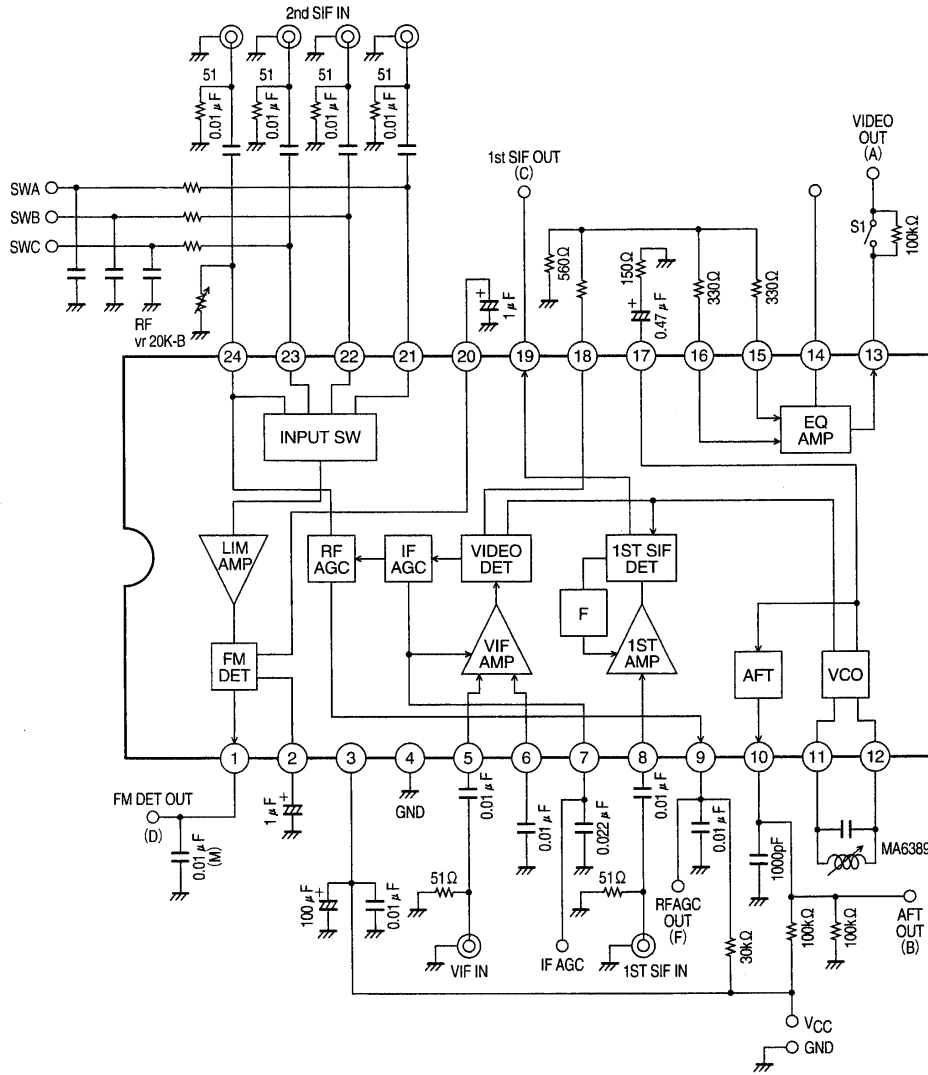 2nd SIF IN
51
51
51
51
0.01 μF
0.01 μF
0.01 μF
0.01 μF
SWA
SWB
SWC
RF
vr 20K-B
1 μF
1st SIF OUT
(C)
560Ω
150Ω
0.47 μF
330Ω
330Ω
VIDEO
OUT
(A)
S1
100kΩ
24
23
22
21
20
19
18
17
16
15
14
13
INPUT SW
EQ
AMP
LIM
AMP
RF
AGC
IF
AGC
VIDEO
DET
1ST SIF
DET
F
VIF
AMP
1ST
AMP
FM
DET
AFT
VCO
1
2
3
4
5
6
7
8
9
10
11
12
FM DET OUT
(D)
0.01 μF
(M)
1 μF
GND
0.01 μF
0.01 μF
0.022 μF
0.01 μF
0.01 μF
1000pF
MA6389
100 μF
0.01 μF
51Ω
VIF IN
IF AGC
51Ω
1ST SIF IN
RFAGC
OUT
(F)
30kΩ
100kΩ
100kΩ
AFT
OUT
(B)
VCC
GND